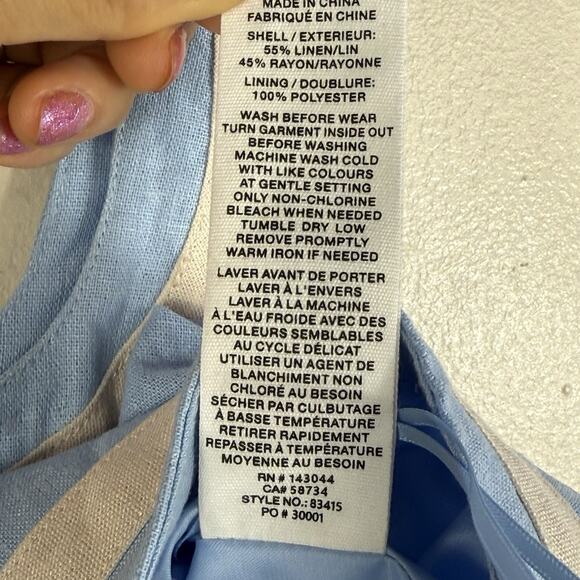 MADE IN CHINA
FABRIQUÉ EN CHINE
SHELL / EXTERIEUR:
55% LINEN/LIN
45% RAYON/RAYONNE
LINING / DOUBLURE:
100% POLYESTER
WASH BEFORE WEAR
TURN GARMENT INSIDE OUT
BEFORE WASHING
MACHINE WASH COLD
WITH LIKE COLOURS
AT GENTLE SETTING
ONLY NON-CHLORINE
BLEACH WHEN NEEDED
TUMBLE DRY LOW
REMOVE PROMPTLY
WARM IRON IF NEEDED
LAVER AVANT DE PORTER
LAVER À L'ENVERS
LAVER À LA MACHINE
À L'EAU FROIDE AVEC DES
COULEURS SEMBLABLES
AU CYCLE DÉLICAT
UTILISER UN AGENT DE
BLANCHIMENT NON
CHLORÉ AU BESOIN
SÉCHER PAR CULBUTAGE
À BASSE TEMPÉRATURE
RETIRER RAPIDEMENT
REPASSER À TEMPÉRATURE
MOYENNE AU BESOIN
RN # 143044
CA# 58734
STYLE NO.: 83415
PO # 30001